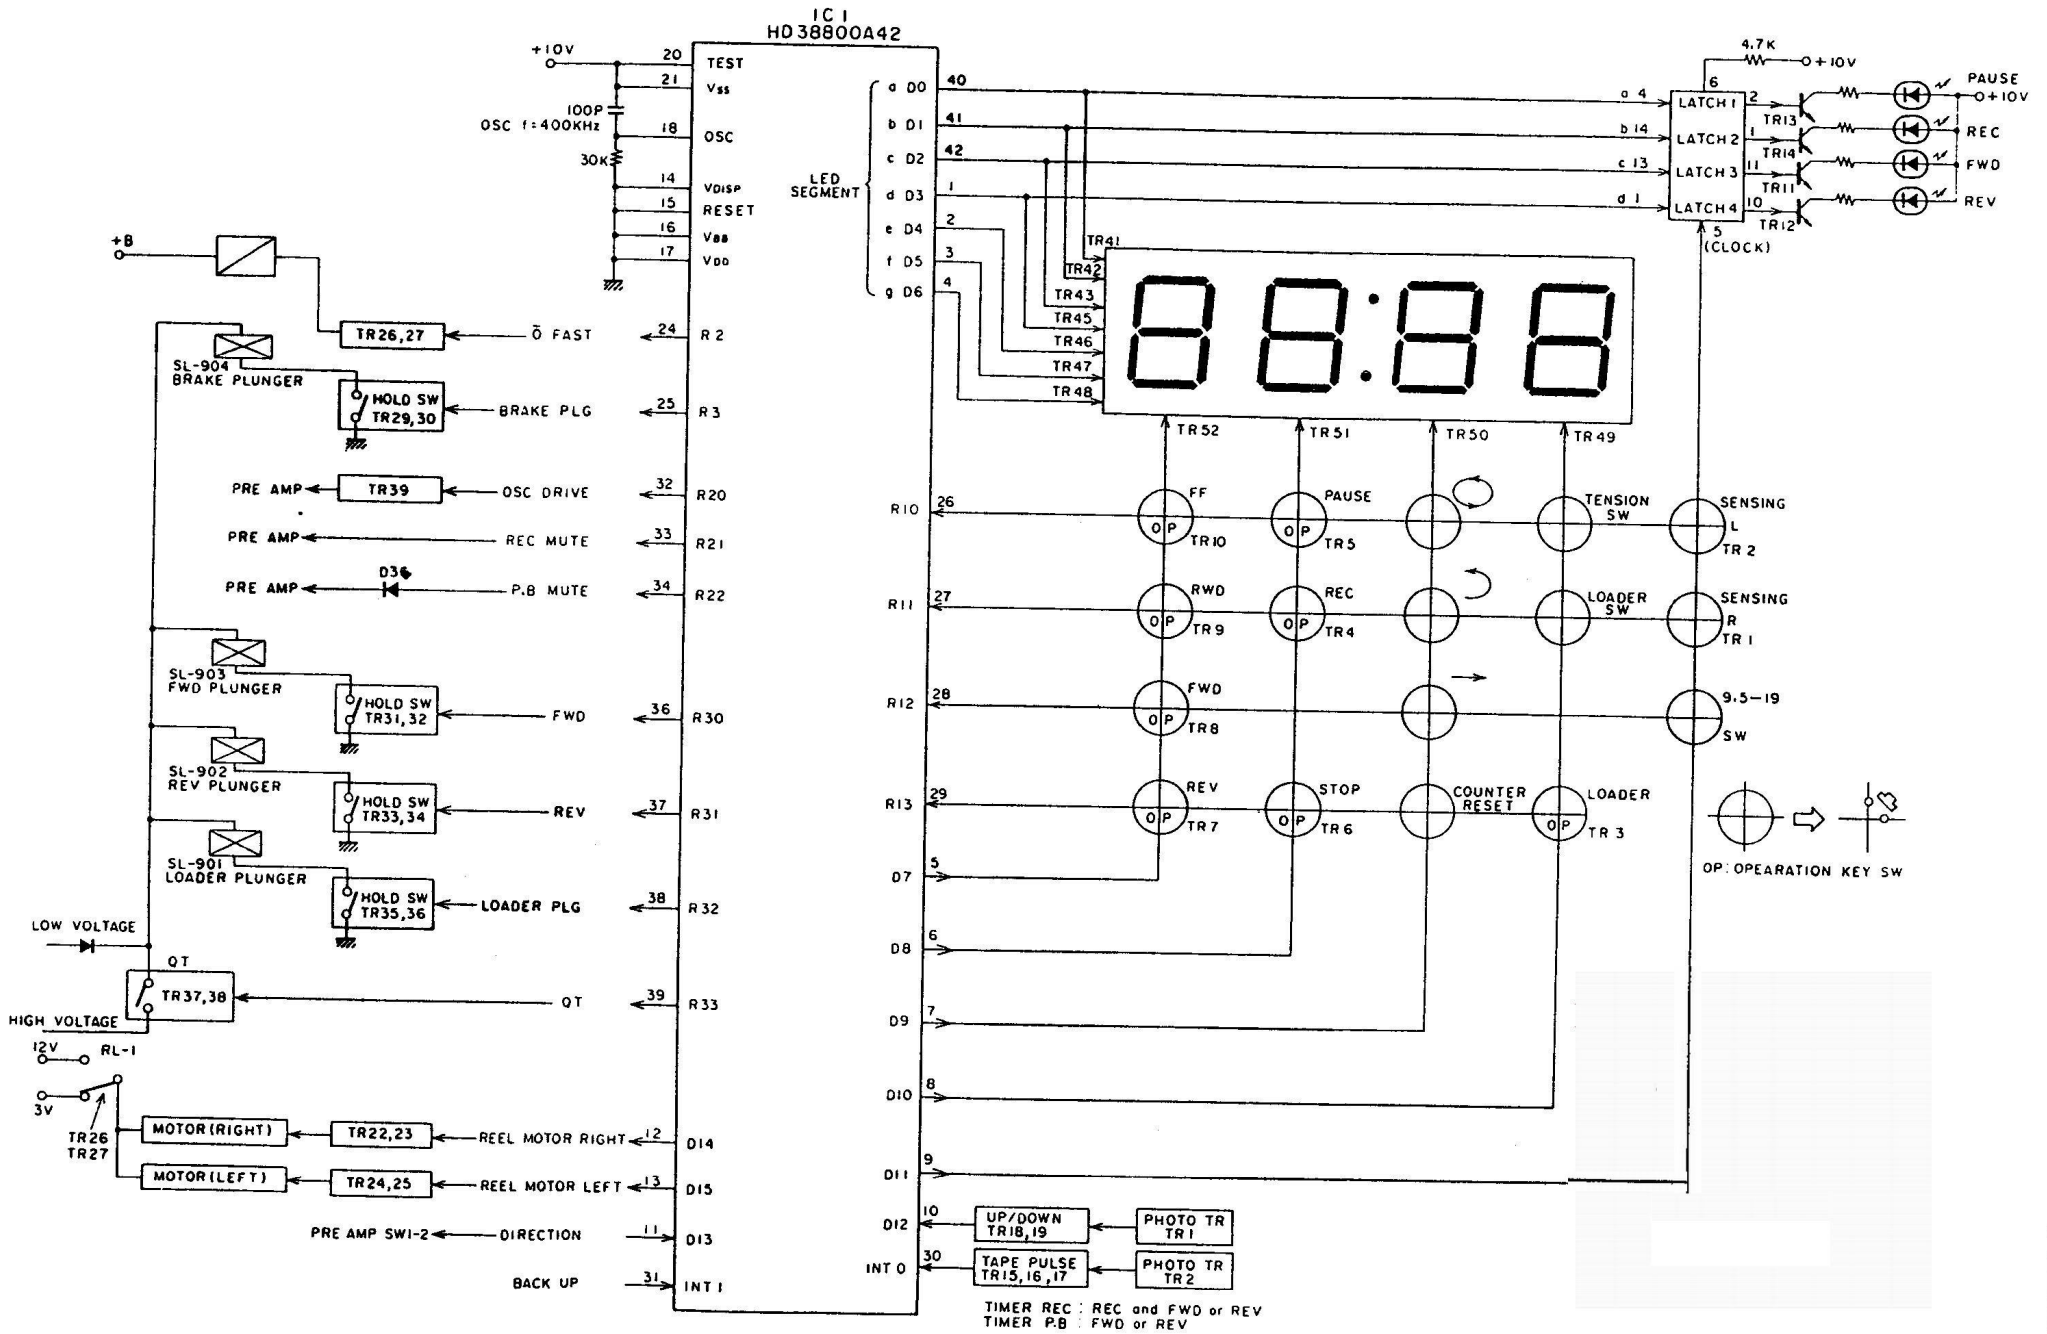 IC1
HD38800A42
+10V
20 TEST
21 Vss
100P
OSC f=400KHz
18 OSC
30K
14 VDISP
15 RESET
16 VBB
17 VDD
+B
TR26,27
Ō FAST
24 R2
SL-904
BRAKE PLUNGER
HOLD SW
TR29,30
BRAKE PLG
25 R3
PRE AMP
TR39
OSC DRIVE
32 R20
PRE AMP
REC MUTE
33 R21
PRE AMP
D36
P.B MUTE
34 R22
SL-903
FWD PLUNGER
HOLD SW
TR31,32
FWD
36 R30
SL-902
REV PLUNGER
HOLD SW
TR33,34
REV
37 R31
SL-901
LOADER PLUNGER
HOLD SW
TR35,36
LOADER PLG
38 R32
LOW VOLTAGE
QT
TR37,38
QT
39 R33
HIGH VOLTAGE
12V
RL-1
3V
TR26
TR27
MOTOR(RIGHT)
TR22,23
REEL MOTOR RIGHT
12 D14
MOTOR(LEFT)
TR24,25
REEL MOTOR LEFT
13 D15
PRE AMP SW1-2
DIRECTION
11 D13
BACK UP
31 INT1
LED
SEGMENT
a D0 40
b D1 41
c D2 42
d D3 1
e D4 2
f D5 3
g D6 4
4.7K
+10V
6
a 4 LATCH1 2
TR13
PAUSE
+10V
b 14 LATCH2 1
TR14
REC
c 13 LATCH3 11
TR11
FWD
d 1 LATCH4 10
TR12
REV
5
(CLOCK)
TR41
TR42
TR43
TR45
TR46
TR47
TR48
88:88
TR52
TR51
TR50
TR49
R10 26
FF
OP
TR10
PAUSE
OP
TR5
TENSION
SW
SENSING
L
TR2
R11 27
RWD
OP
TR9
REC
OP
TR4
LOADER
SW
SENSING
R
TR1
R12 28
FWD
OP
TR8
9.5-19
SW
R13 29
REV
OP
TR7
STOP
OP
TR6
COUNTER
RESET
LOADER
OP
TR3
OP: OPEARATION KEY SW
D7 5
D8 6
D9 7
D10 8
D11 9
D12 10
UP/DOWN
TR18,19
PHOTO TR
TR1
INT0 30
TAPE PULSE
TR15,16,17
PHOTO TR
TR2
TIMER REC : REC and FWD or REV
TIMER P.B : FWD or REV